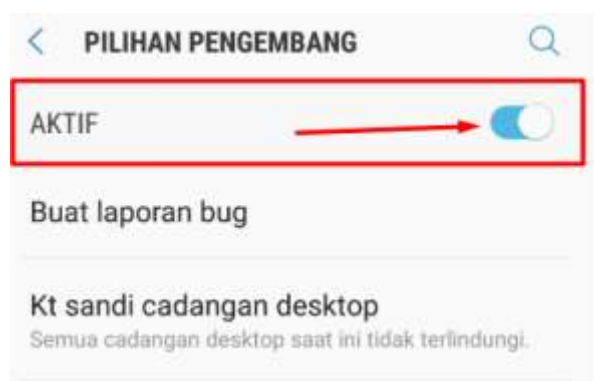 PILIHAN PENGEMBANG
AKTIF
Buat laporan bug
Kt sandi cadangan desktop
Semua cadangan desktop saat ini tidak terlindungi.